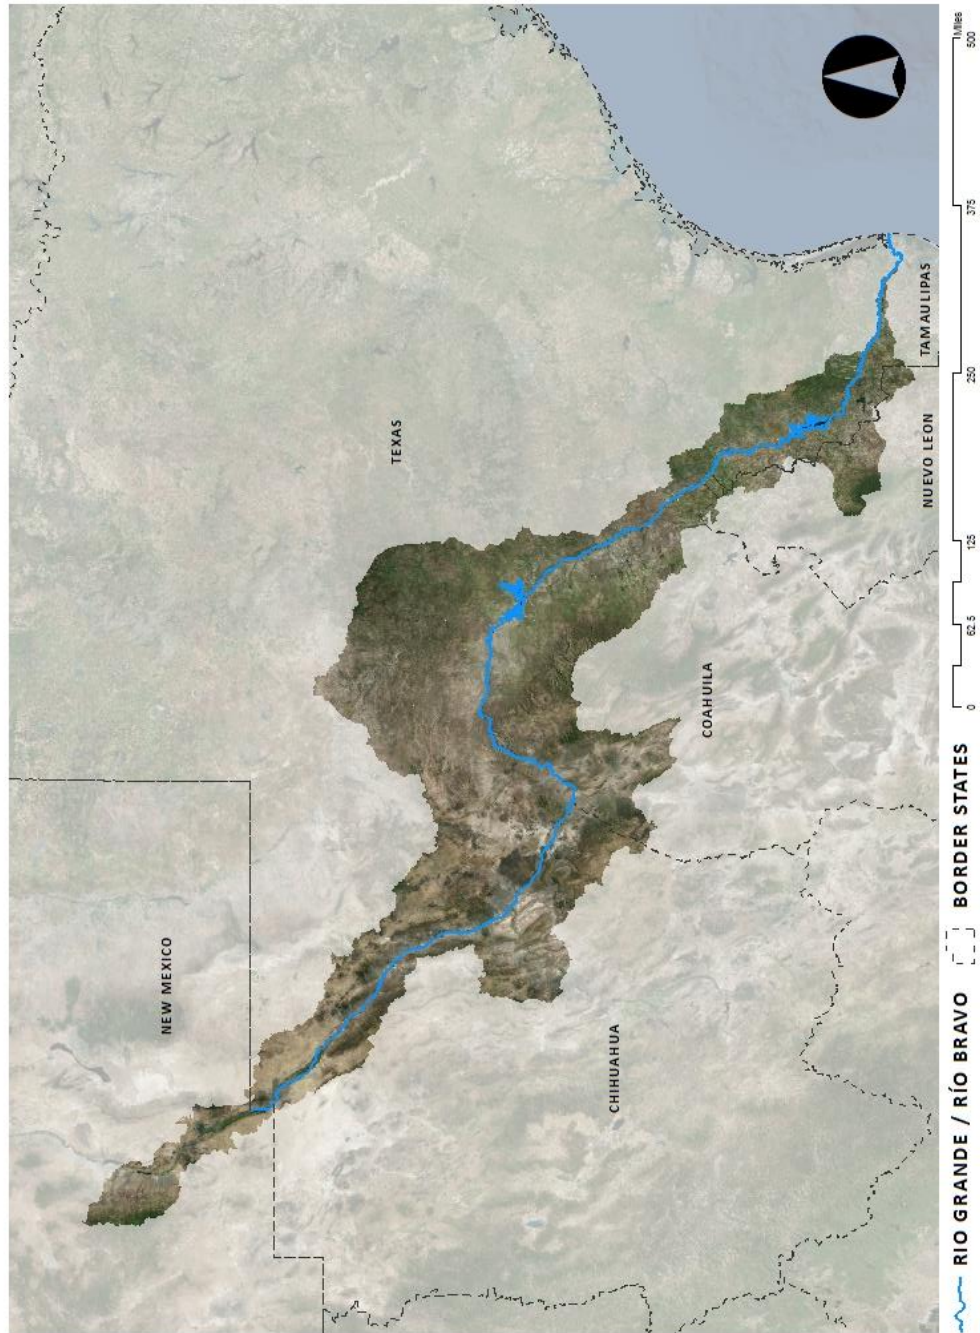 NEW MEXICO
TEXAS
CHIHUAHUA
COAHUILA
NUEVO LEON
TAMAULIPAS
RIO GRANDE / RÍO BRAVO
BORDER STATES
0 62.5 125 250 375 500
Miles